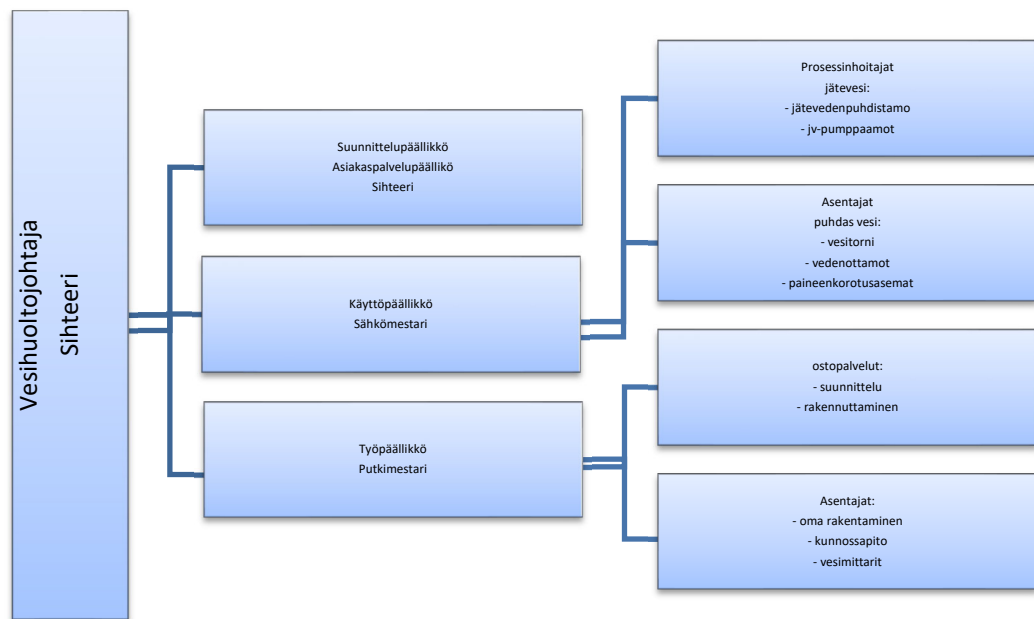 Vesihuoltojohtaja
Sihteeri
Suunnittelupäällikkö
Asiakaspalvelupäällikö
Sihteeri
Käyttöpäällikkö
Sähkömestari
Työpäällikkö
Putkimestari
Prosessinhoitajat
jätevesi:
- jätevedenpuhdistamo
- jv-pumppaamot
Asentajat
puhdas vesi:
- vesitorni
- vedenottamot
- paineenkorotusasemat
ostopalvelut:
- suunnittelu
- rakennuttaminen
Asentajat:
- oma rakentaminen
- kunnossapito
- vesimittarit